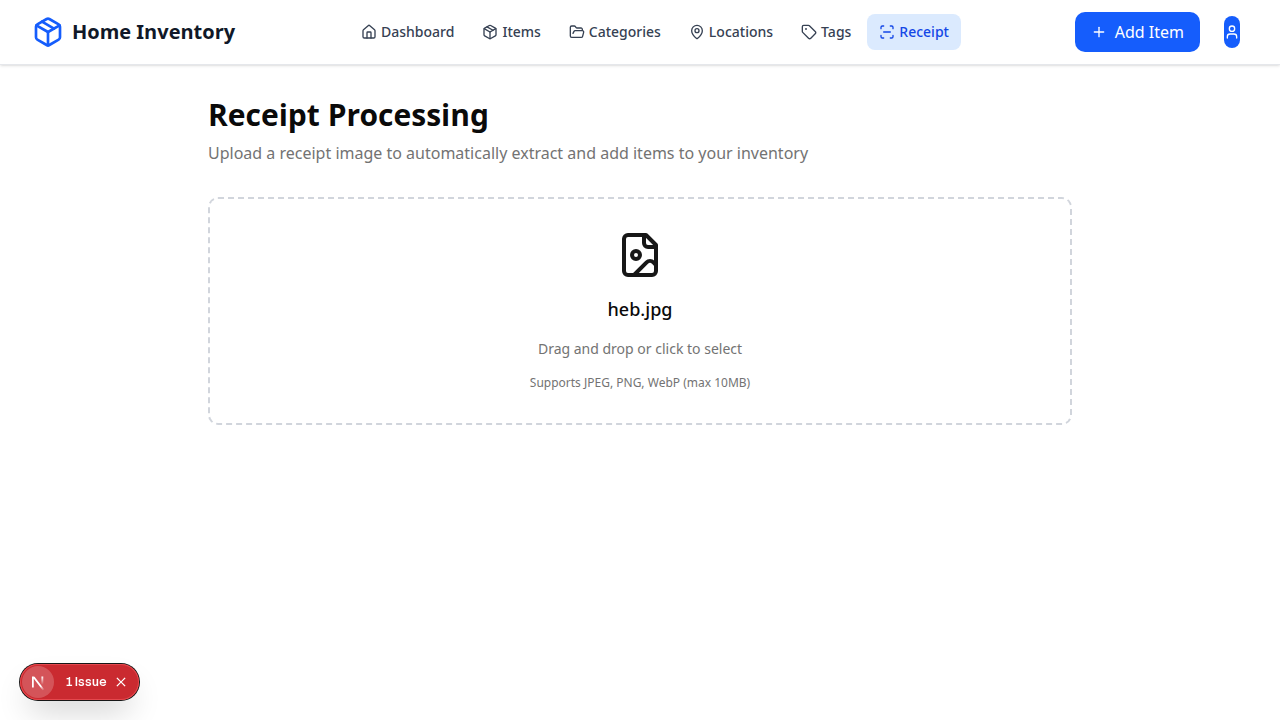 Home Inventory
Dashboard
Items
Categories
Locations
Tags
Receipt
Add Item
Receipt Processing
Upload a receipt image to automatically extract and add items to your inventory
heb.jpg
Drag and drop or click to select
Supports JPEG, PNG, WebP (max 10MB)
N
1 Issue